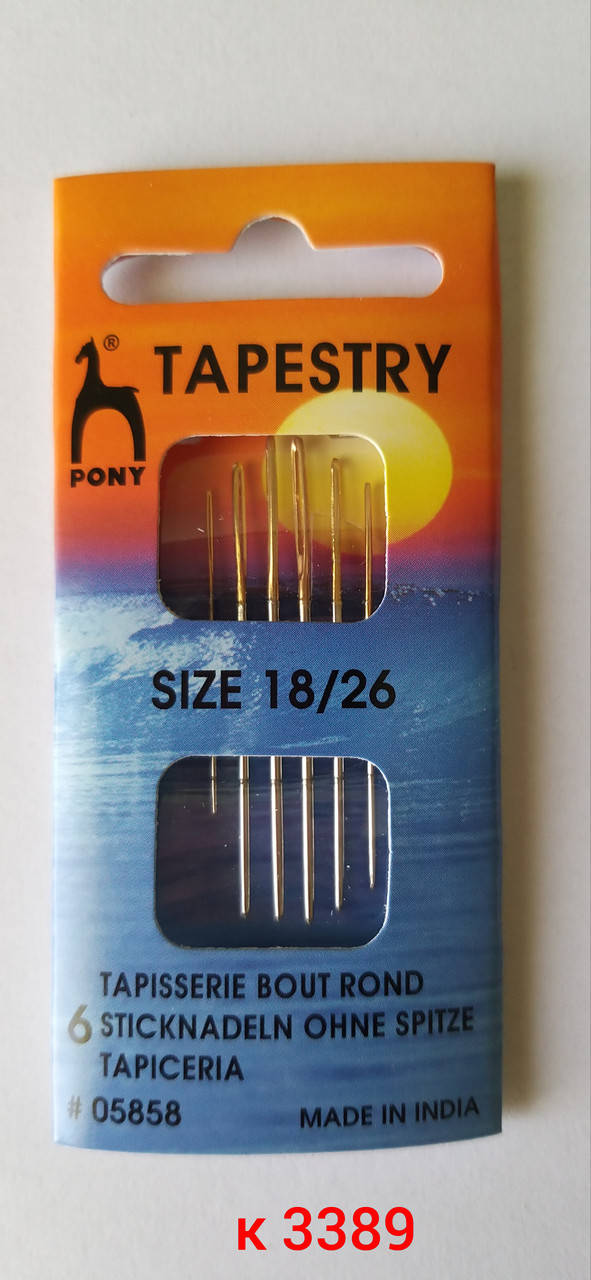 ®
TAPESTRY
PONY
SIZE 18/26
TAPISSERIE BOUT ROND
6 STICKNADELN OHNE SPITZE
TAPICERIA
# 05858 MADE IN INDIA
к 3389